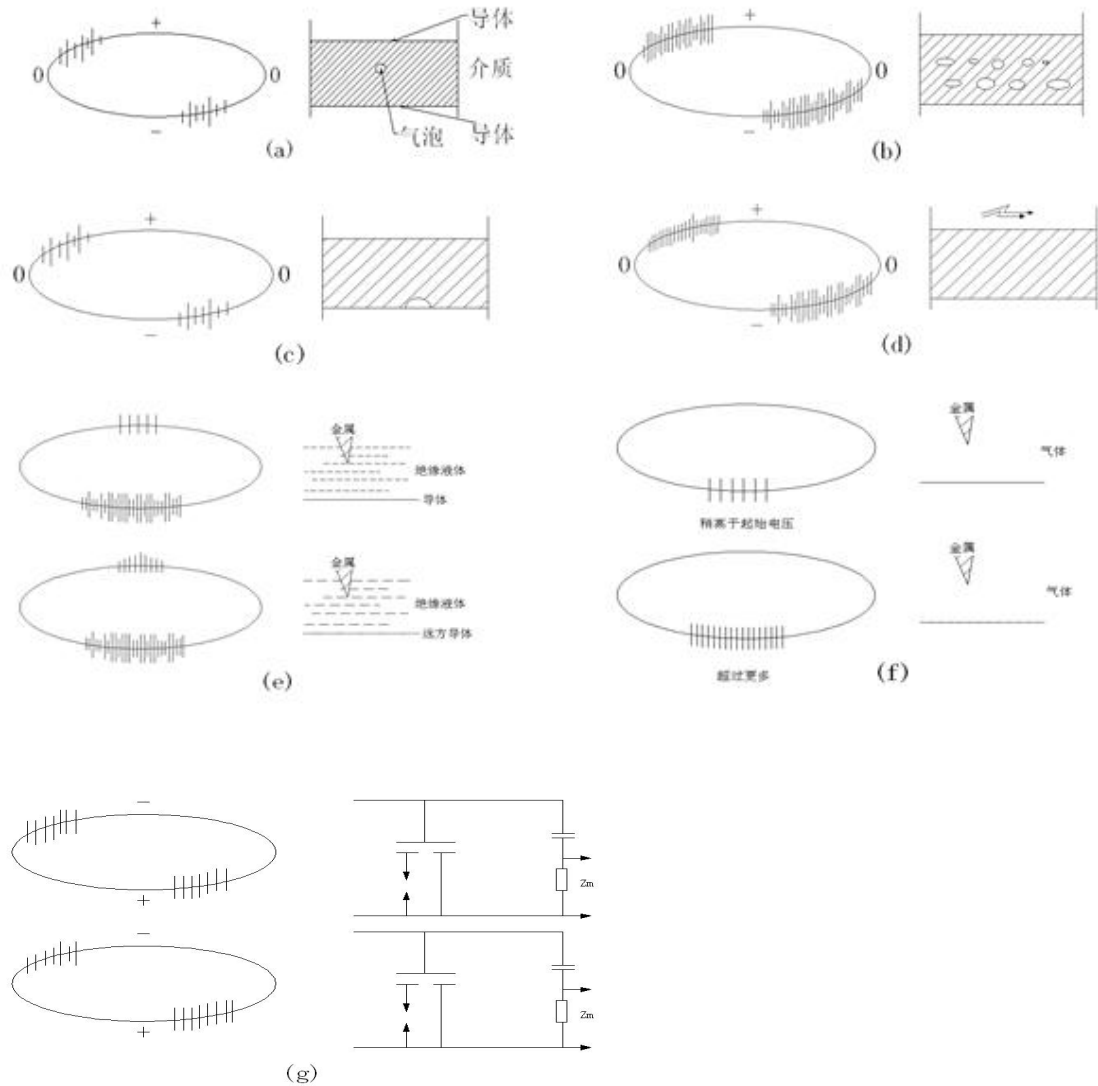 +
导体
0
0
介质
导体
−
气泡
(a)
+
0
0
−
(b)
+
0
0
−
(c)
+
0
0
−
(d)
金属
绝缘液体
导体
金属
绝缘液体
远方导体
(e)
金属
气体
稍高于起始电压
金属
气体
超过更多
(f)
−
+
Zm
−
+
Zm
(g)